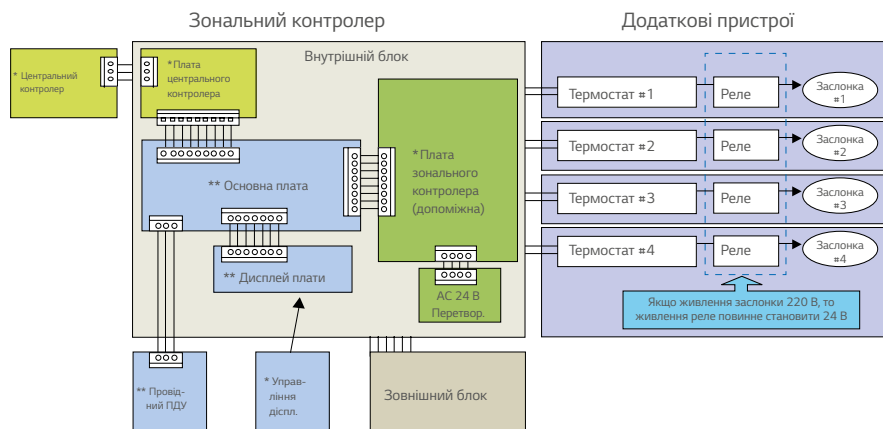 Зональний контролер
Додаткові пристрої
Внутрішній блок
* Центральний
контролер
* Плата
центрального
контролера
** Основна плата
* Плата
зонального
контролера
(допоміжна)
** Дисплей плати
АС 24 В
Перетвор.
** Провід-
ний ПДУ
* Управ-
ління
діспл.
Зовнішний блок
Термостат #1
Реле
Заслонка
#1
Термостат #2
Реле
Заслонка
#2
Термостат #3
Реле
Заслонка
#3
Термостат #4
Реле
Заслонка
#4
Якщо живлення заслонки 220 В, то
живлення реле повинне становити 24 В